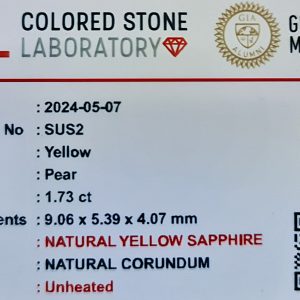 COLORED STONE
LABORATORY
GIA
ALUMNI
G
M
: 2024-05-07
No : SUS2
: Yellow
: Pear
: 1.73 ct
ents : 9.06 x 5.39 x 4.07 mm
: NATURAL YELLOW SAPPHIRE
: NATURAL CORUNDUM
: Unheated